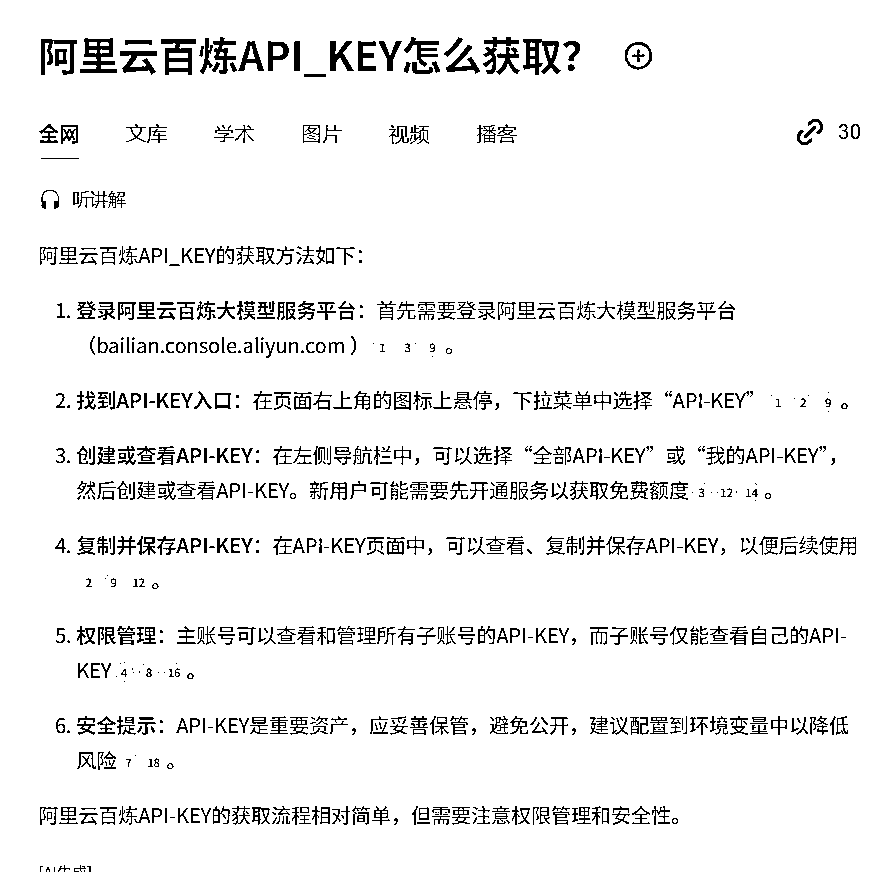 阿里云百炼API_KEY怎么获取？
全网 文库 学术 图片 视频 播客 30
听讲解
阿里云百炼API_KEY的获取方法如下：
1. 登录阿里云百炼大模型服务平台：首先需要登录阿里云百炼大模型服务平台
（bailian.console.aliyun.com ） 1 3 9 。
2. 找到API-KEY入口：在页面右上角的图标上悬停，下拉菜单中选择“API-KEY” 1 2 9 。
3. 创建或查看API-KEY：在左侧导航栏中，可以选择“全部API-KEY”或“我的API-KEY”，
然后创建或查看API-KEY。新用户可能需要先开通服务以获取免费额度 3 12 14 。
4. 复制并保存API-KEY：在API-KEY页面中，可以查看、复制并保存API-KEY，以便后续使用
2 9 12 。
5. 权限管理：主账号可以查看和管理所有子账号的API-KEY，而子账号仅能查看自己的API-
KEY 4 8 16 。
6. 安全提示：API-KEY是重要资产，应妥善保管，避免公开，建议配置到环境变量中以降低
风险 7 18 。
阿里云百炼API-KEY的获取流程相对简单，但需要注意权限管理和安全性。
[AI生成]